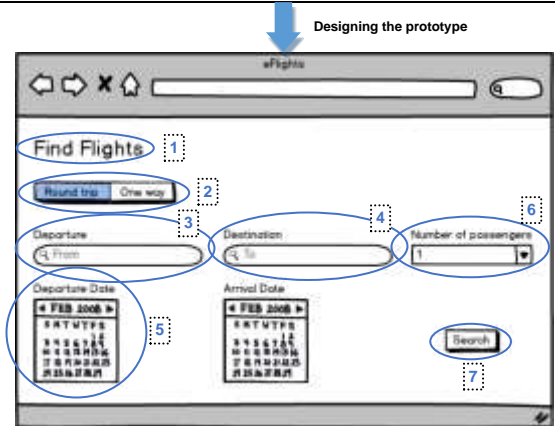 Designing the prototype
eFlights
Find Flights
1
Round trip One way
2
3
4
6
Departure
Destination
Number of passengers
From
To
1
Departure Date
Arrival Date
FEB 2008
FEB 2008
S M T W T F S
S M T W T F S
5
Search
7